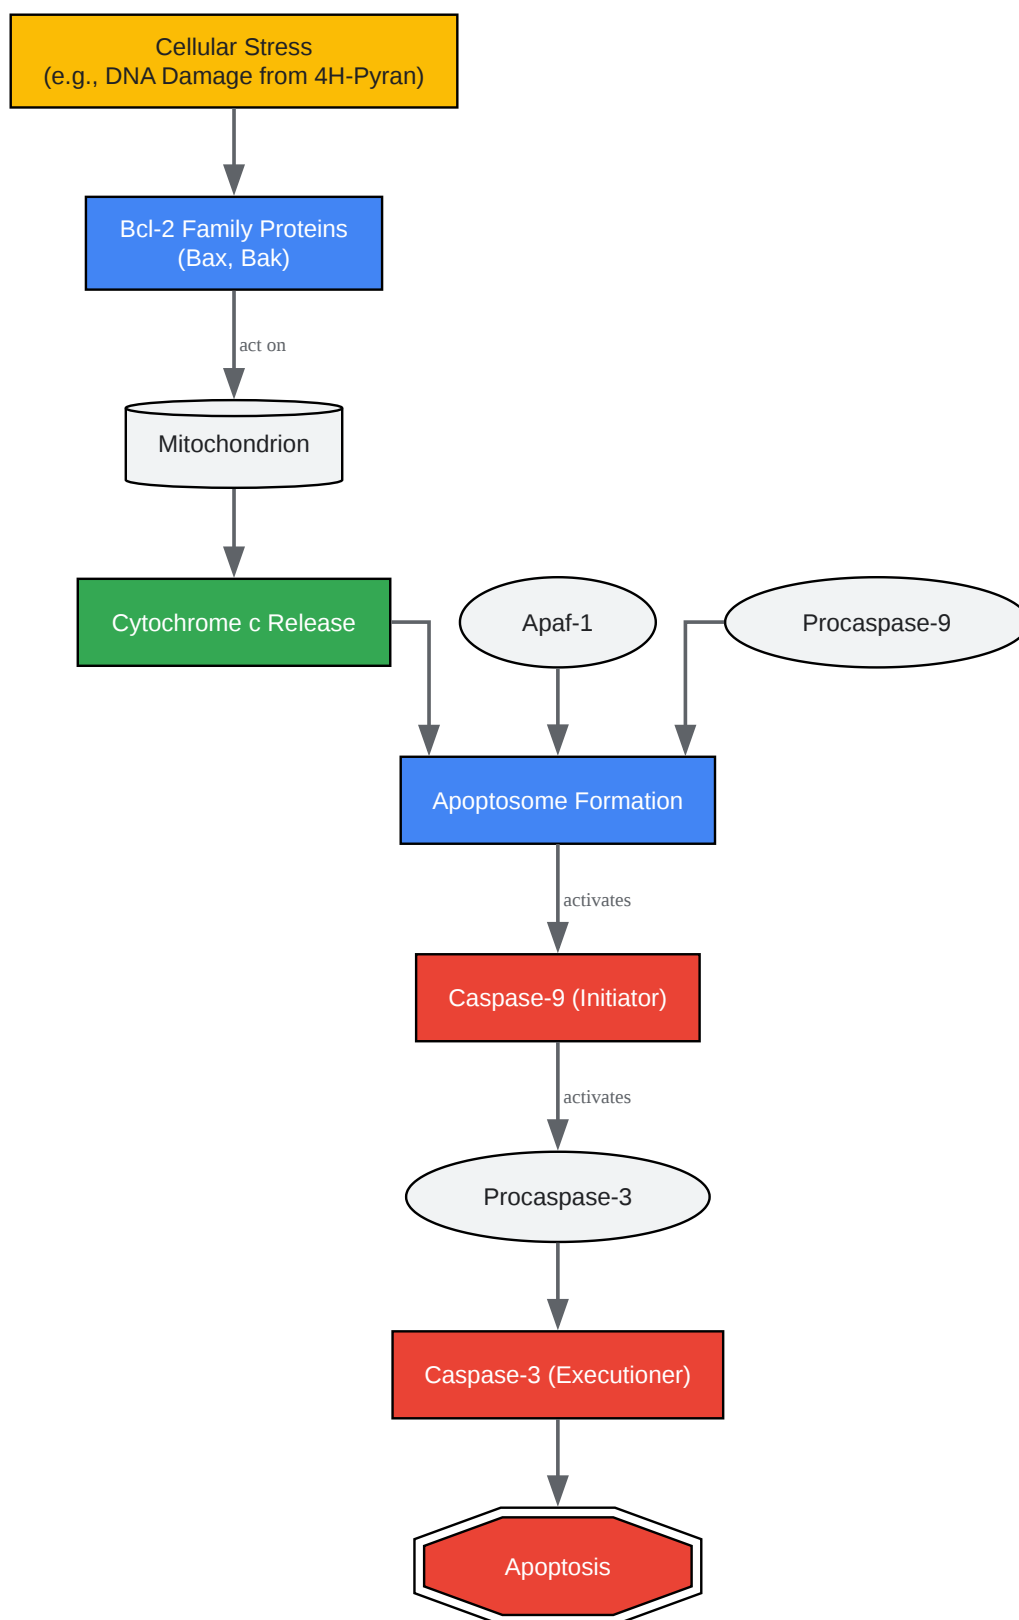 Cellular Stress
(e.g., DNA Damage from 4H-Pyran)
Bcl-2 Family Proteins
(Bax, Bak)
act on
Mitochondrion
Cytochrome c Release
Apaf-1
Procaspase-9
Apoptosome Formation
activates
Caspase-9 (Initiator)
activates
Procaspase-3
Caspase-3 (Executioner)
Apoptosis